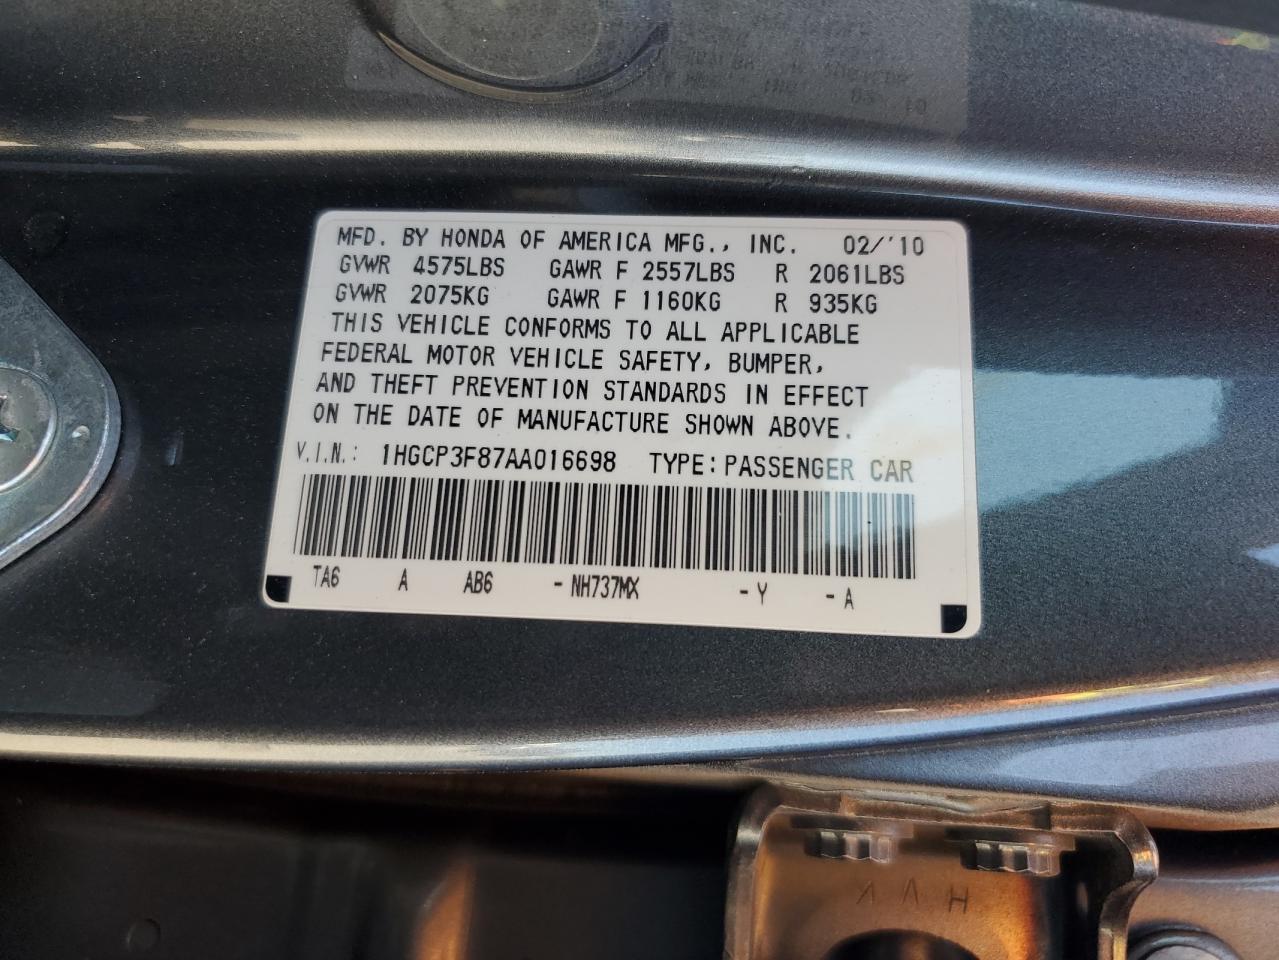 MFD. BY HONDA OF AMERICA MFG., INC. 02/'10
GVWR 4575LBS GAWR F 2557LBS R 2061LBS
GVWR 2075KG GAWR F 1160KG R 935KG
THIS VEHICLE CONFORMS TO ALL APPLICABLE
FEDERAL MOTOR VEHICLE SAFETY, BUMPER,
AND THEFT PREVENTION STANDARDS IN EFFECT
ON THE DATE OF MANUFACTURE SHOWN ABOVE.
V.I.N.: 1HGCP3F87AA016698 TYPE: PASSENGER CAR
TA6 A AB6 -NH737MX -Y -A